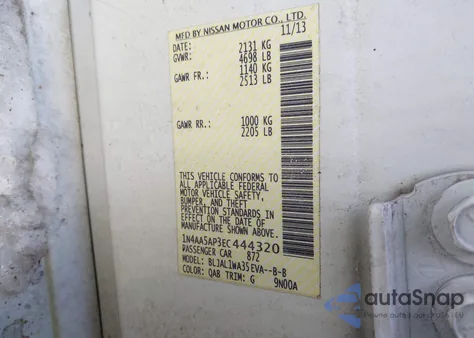 MFD BY NISSAN MOTOR CO., LTD.
DATE: 11/13
GVWR: 2131 KG
4698 LB
GAWR FR.: 1140 KG
2513 LB
GAWR RR.: 1000 KG
2205 LB
THIS VEHICLE CONFORMS TO
ALL APPLICABLE FEDERAL
MOTOR VEHICLE SAFETY,
BUMPER, AND THEFT
PREVENTION STANDARDS IN
EFFECT ON THE DATE OF
MANUFACTURE SHOWN ABOVE.
1N4AA5AP3EC444320
PASSENGER CAR 872
MODEL: BLJAL1WA35EVA--B-B
COLOR: QAB TRIM: G 9N00A
autoSnap